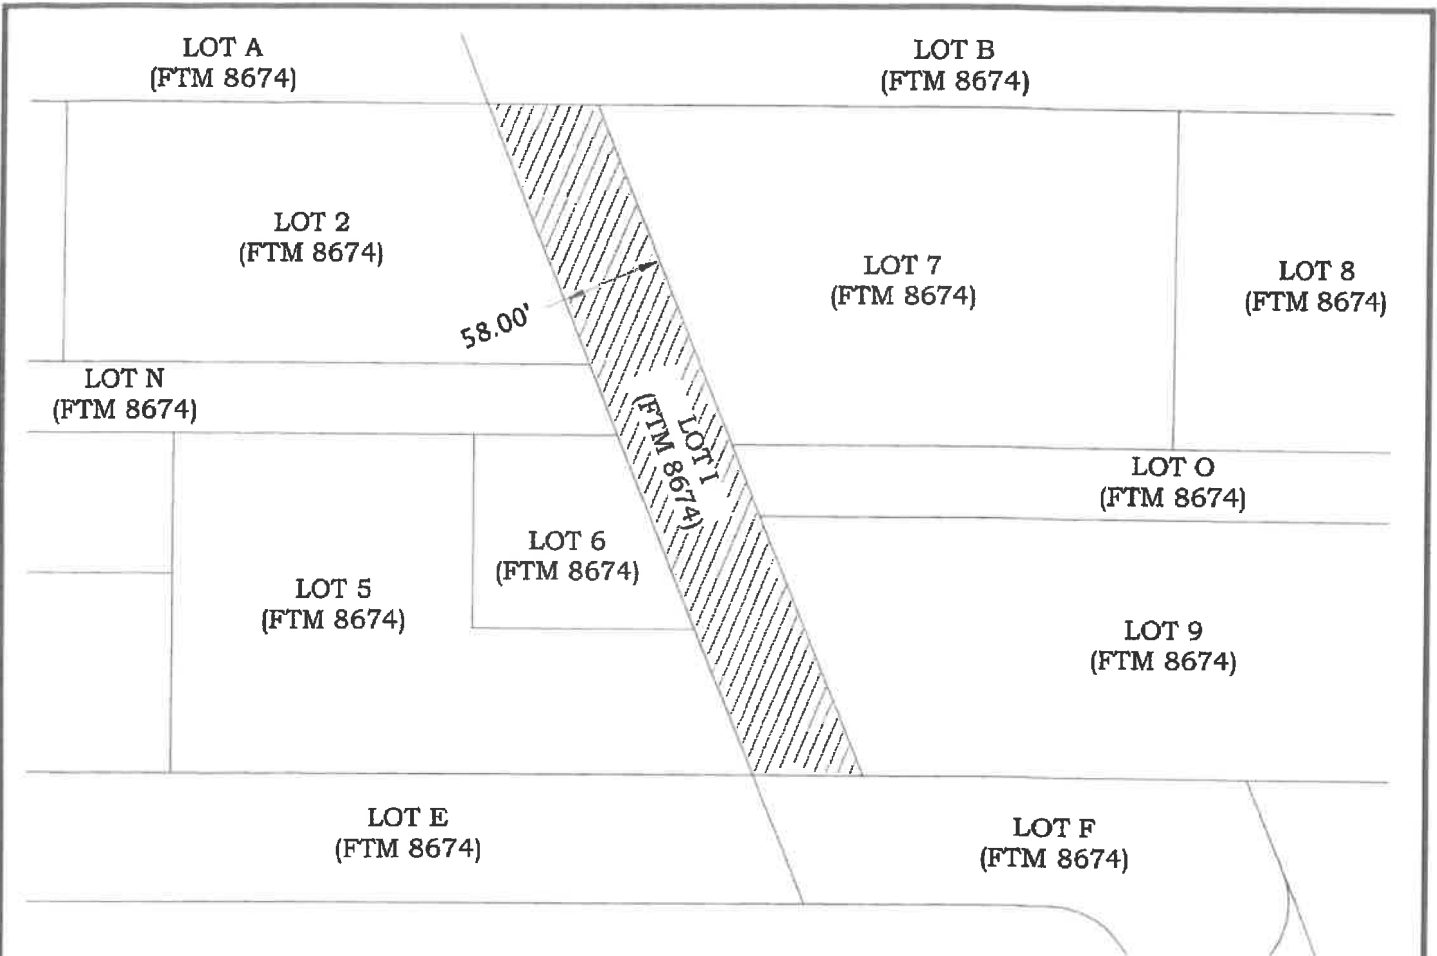 LOT A
(FTM 8674)
LOT B
(FTM 8674)
LOT 2
(FTM 8674)
LOT 7
(FTM 8674)
LOT 8
(FTM 8674)
58.00'
LOT N
(FTM 8674)
LOT I
(FTM 8674)
LOT O
(FTM 8674)
LOT 6
(FTM 8674)
LOT 5
(FTM 8674)
LOT 9
(FTM 8674)
LOT E
(FTM 8674)
LOT F
(FTM 8674)